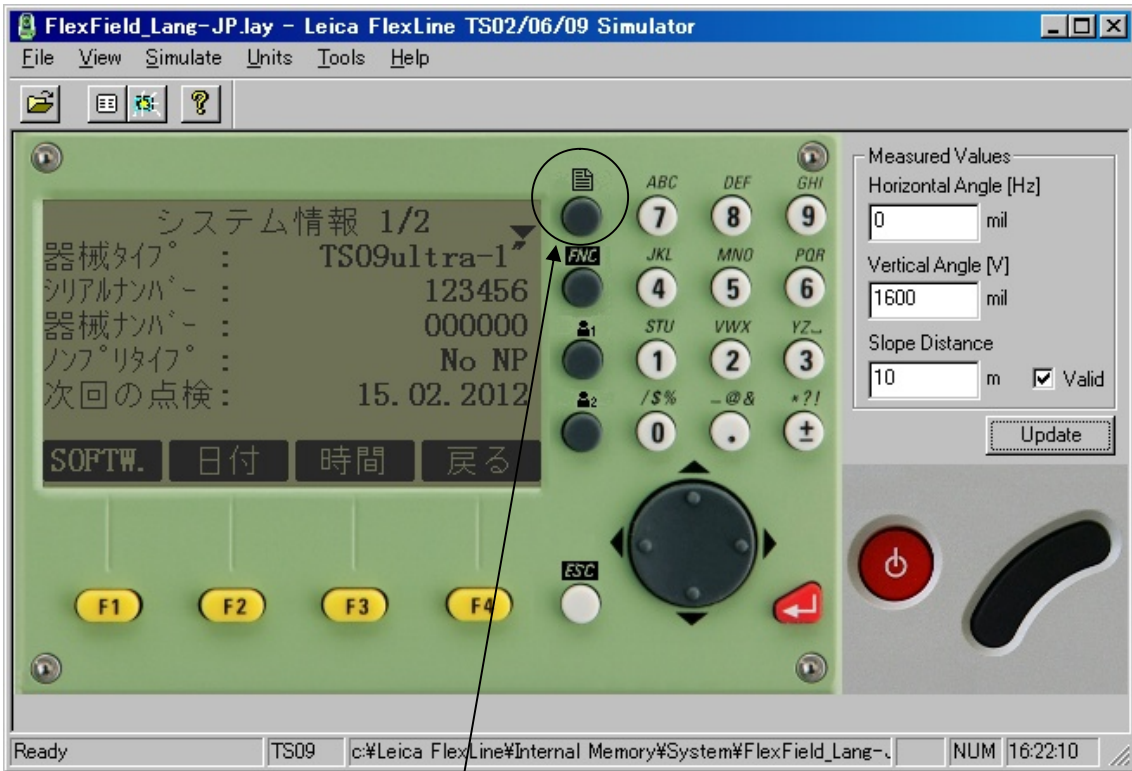 FlexField_Lang-JP.lay - Leica FlexLine TS02/06/09 Simulator
File View Simulate Units Tools Help
システム情報 1/2
器械タイプ : TS09ultra-1"
シリアルナンバー : 123456
器械ナンバー : 000000
ノンプリタイプ : No NP
次回の点検 : 15.02.2012
SOFTW. 日付 時間 戻る
F1 F2 F3 F4
FNC
1
2
ESC
ABC DEF GHI
7 8 9
JKL MNO PQR
4 5 6
STU VWX YZ_
1 2 3
/$% _@& *?!
0 . ±
Measured Values
Horizontal Angle [Hz]
0 mil
Vertical Angle [V]
1600 mil
Slope Distance
10 m Valid
Update
Ready TS09 c:¥Leica FlexLine¥Internal Memory¥System¥FlexField_Lang- NUM 16:22:10